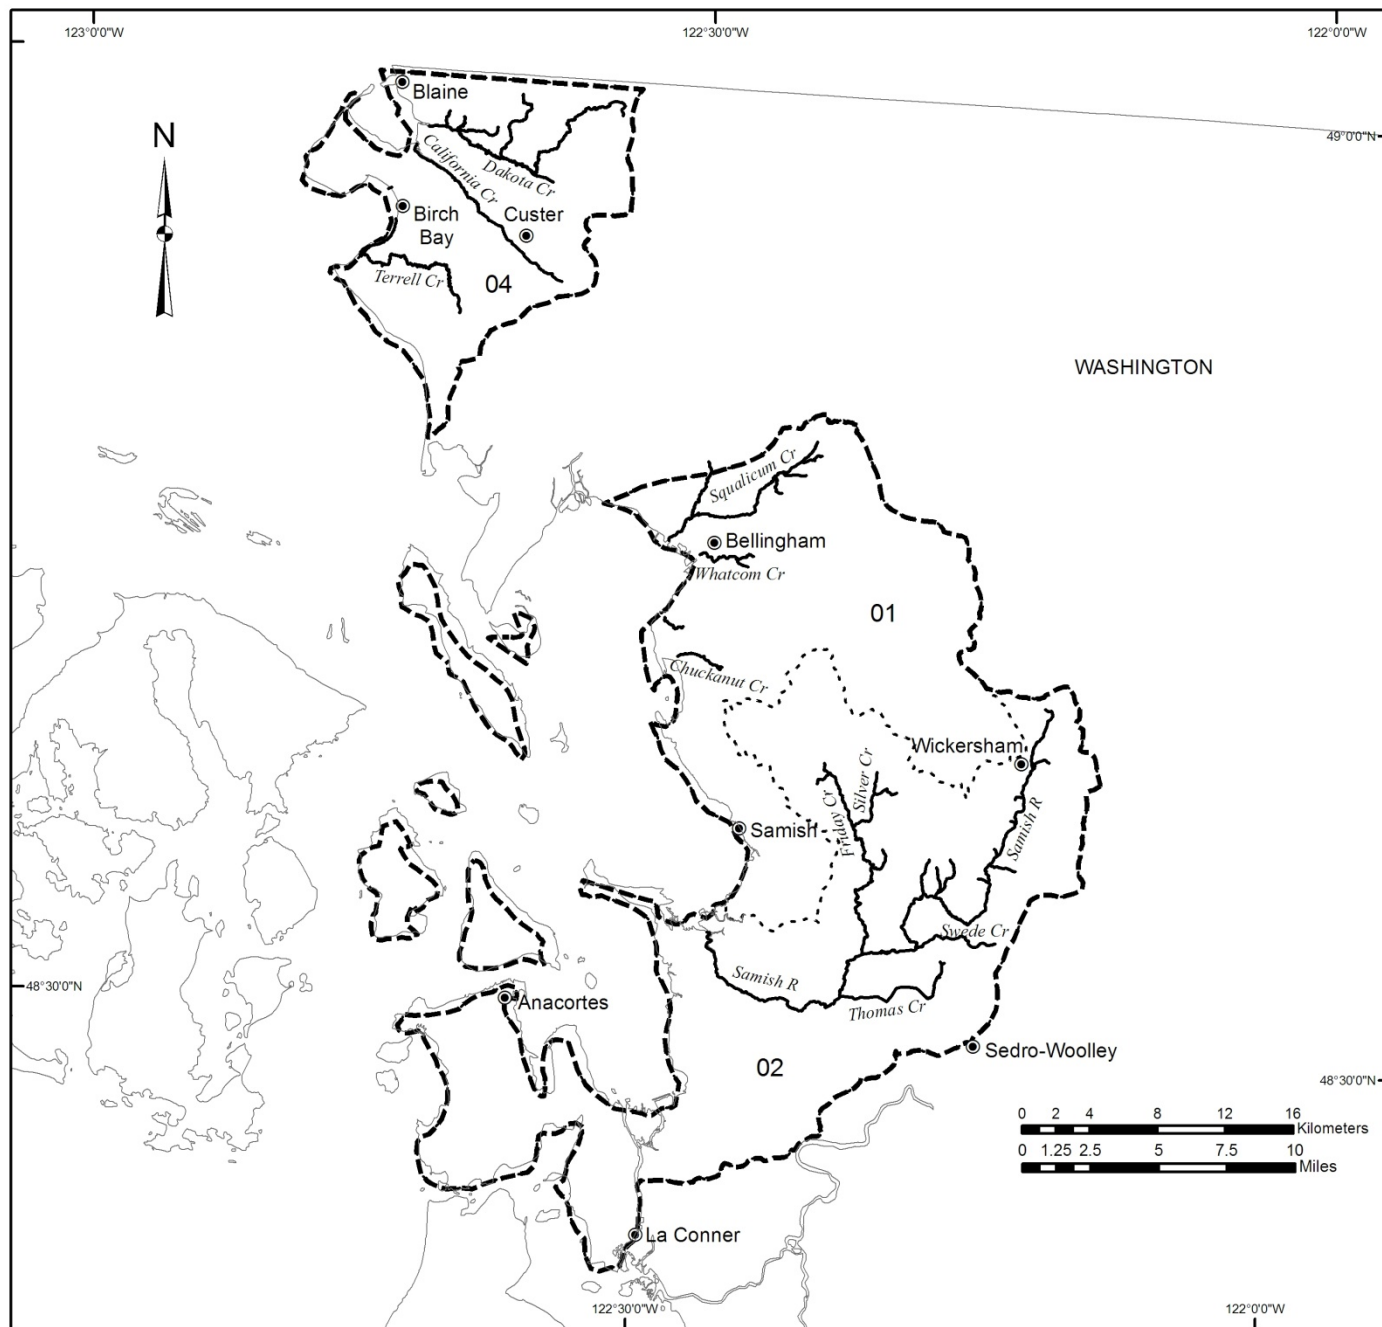 123°0'0"W
122°30'0"W
122°0'0"W
49°0'0"N
N
Blaine
California Cr
Dakota Cr
Birch
Bay
Custer
Terrell Cr
04
WASHINGTON
Squalicum Cr
Bellingham
Whatcom Cr
01
Chuckanut Cr
Wickersham
Silver Cr
Friday Cr
Samish R
Samish
Swede Cr
48°30'0"N
Samish R
Anacortes
Thomas Cr
Sedro-Woolley
02
48°30'0"N
0 2 4 8 12 16
Kilometers
0 1.25 2.5 5 7.5 10
Miles
La Conner
122°30'0"W
122°0'0"W